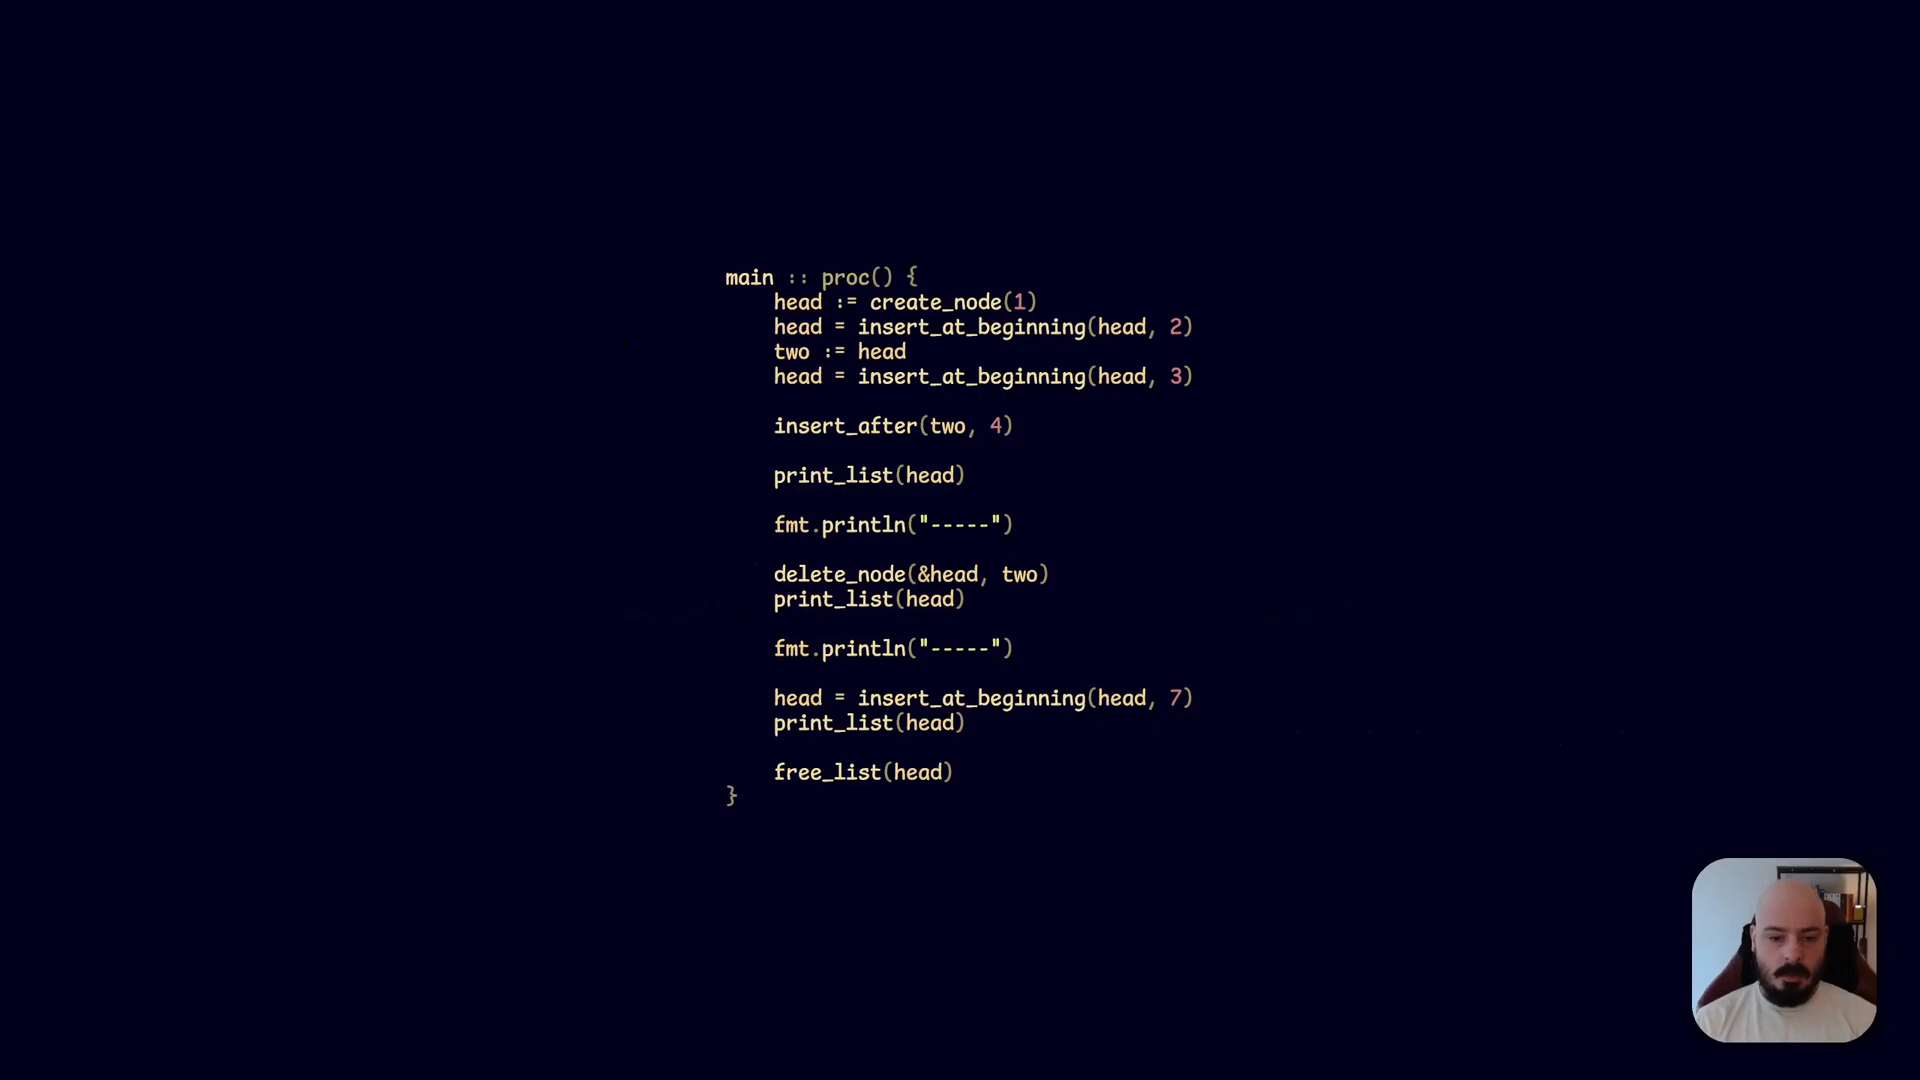 main :: proc() {
head := create_node(1)
head = insert_at_beginning(head, 2)
two := head
head = insert_at_beginning(head, 3)
insert_after(two, 4)
print_list(head)
fmt.println("-----")
delete_node(&head, two)
print_list(head)
fmt.println("-----")
head = insert_at_beginning(head, 7)
print_list(head)
free_list(head)
}